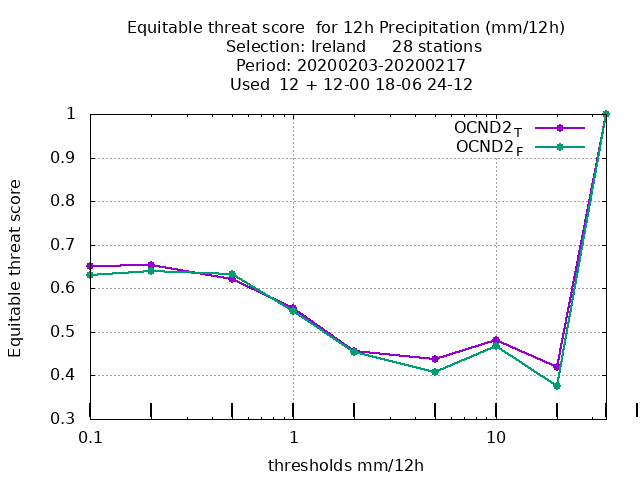 Equitable threat score  for 12h Precipitation (mm/12h)
Selection: Ireland     28 stations
Period: 20200203-20200217
Used  12 + 12-00 18-06 24-12
OCND2T
OCND2F
Equitable threat score
1
0.9
0.8
0.7
0.6
0.5
0.4
0.3
0.1 1 10
thresholds mm/12h